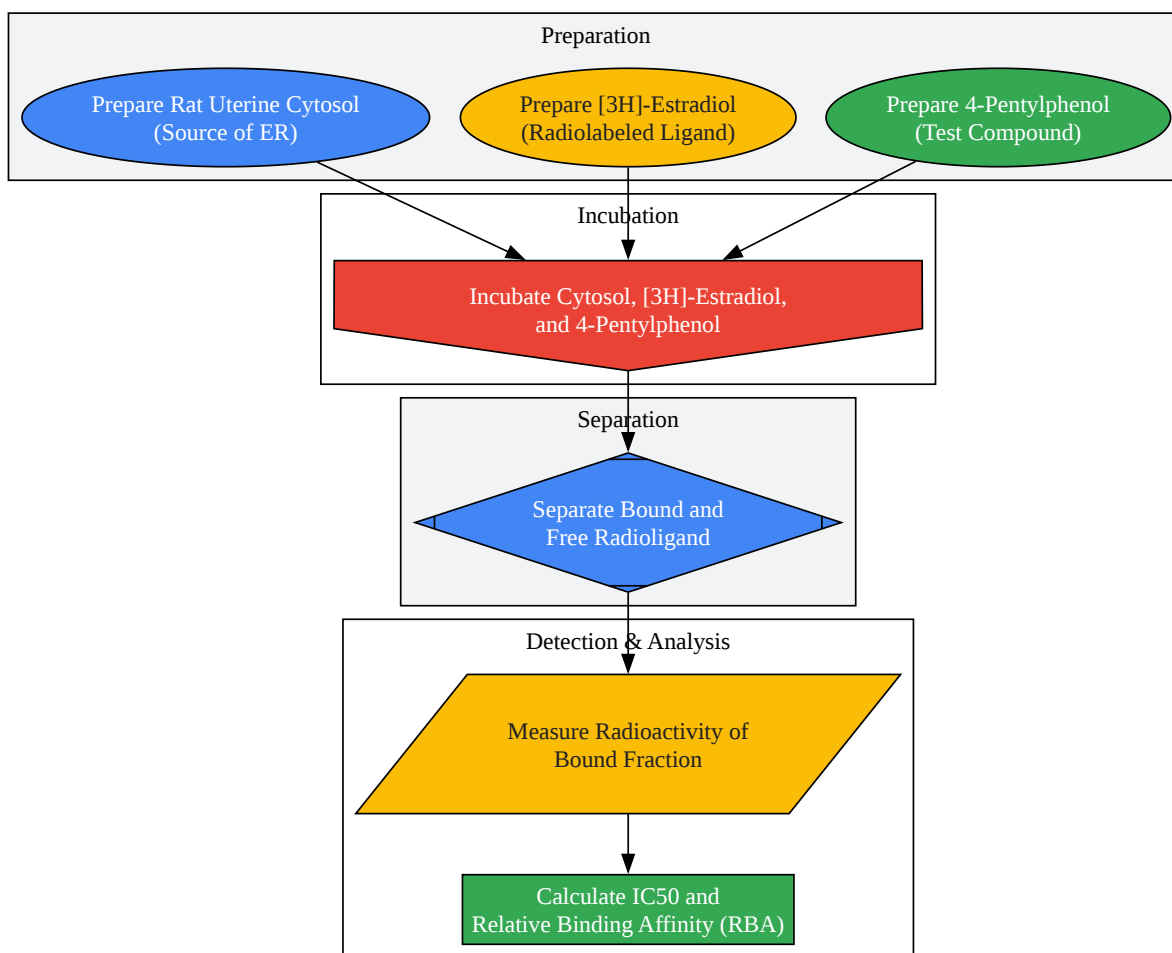 Preparation
Prepare Rat Uterine Cytosol
(Source of ER)
Prepare [3H]-Estradiol
(Radiolabeled Ligand)
Prepare 4-Pentylphenol
(Test Compound)
Incubation
Incubate Cytosol, [3H]-Estradiol,
and 4-Pentylphenol
Separation
Separate Bound and
Free Radioligand
Detection & Analysis
Measure Radioactivity of
Bound Fraction
Calculate IC50 and
Relative Binding Affinity (RBA)